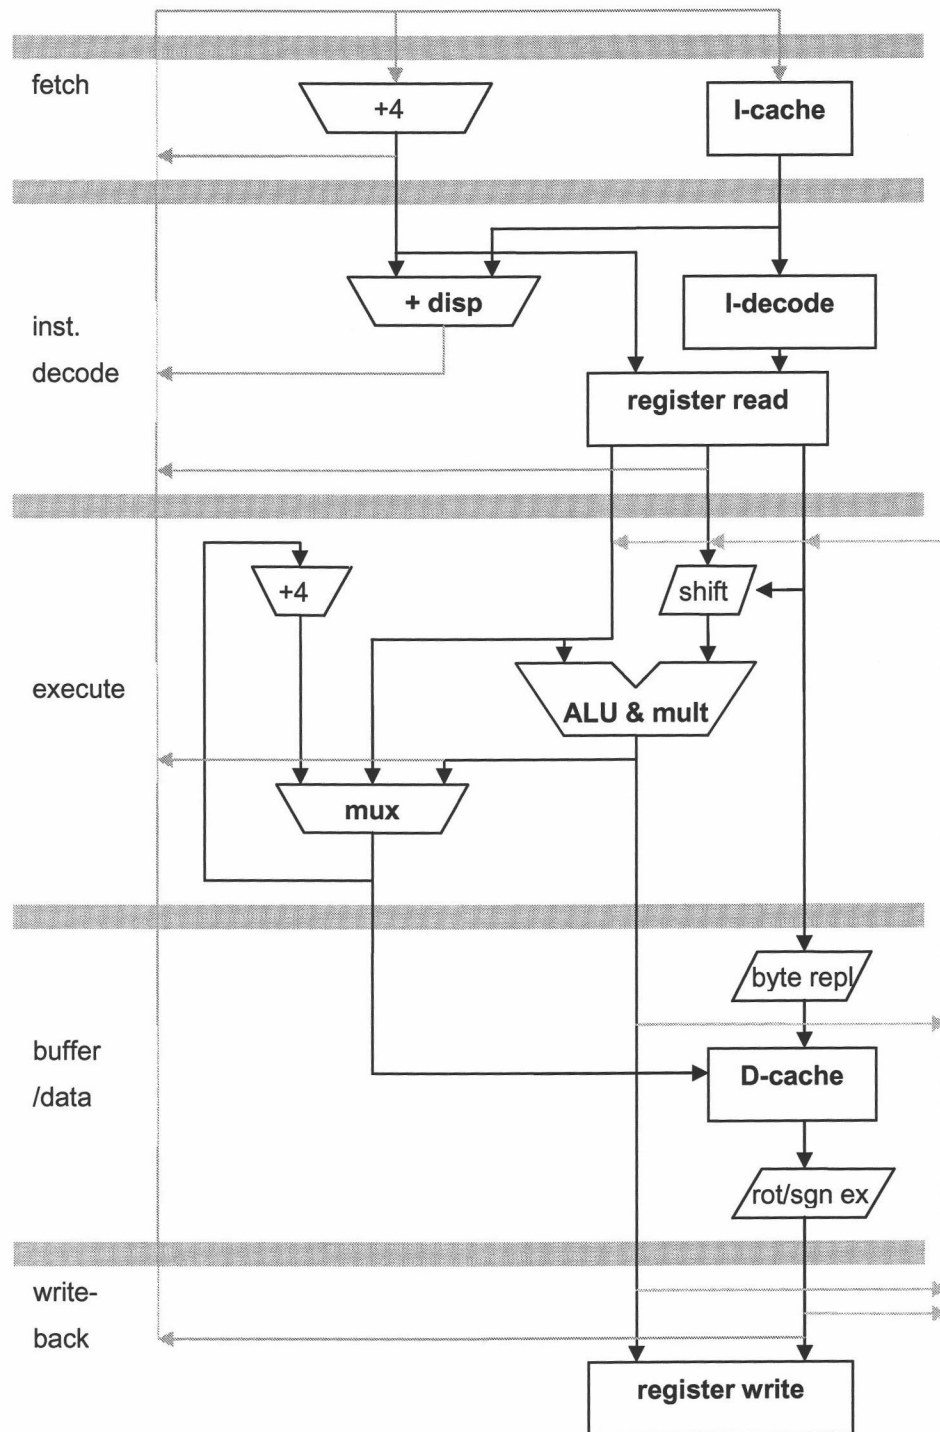 fetch
+4
I-cache
+ disp
I-decode
inst.
decode
register read
+4
shift
execute
ALU & mult
mux
byte repl
buffer
/data
D-cache
rot/sgn ex
write-
back
register write